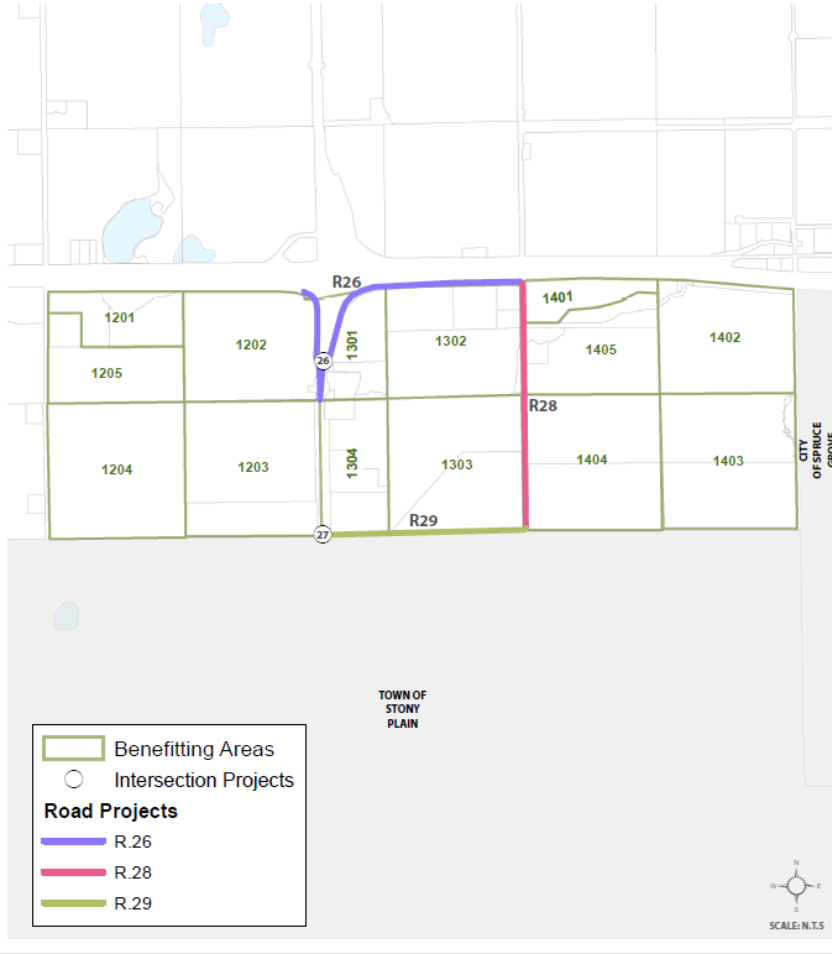 R26
1401
1201
1202
1301
1302
1402
1405
26
1205
R28
CITY
OF SPRUCE
GROVE
1204
1203
1304
1303
1404
1403
R29
27
TOWN OF
STONY
PLAIN
Benefitting Areas
Intersection Projects
Road Projects
R.26
R.28
R.29
N
W
E
S
SCALE: N.T.S